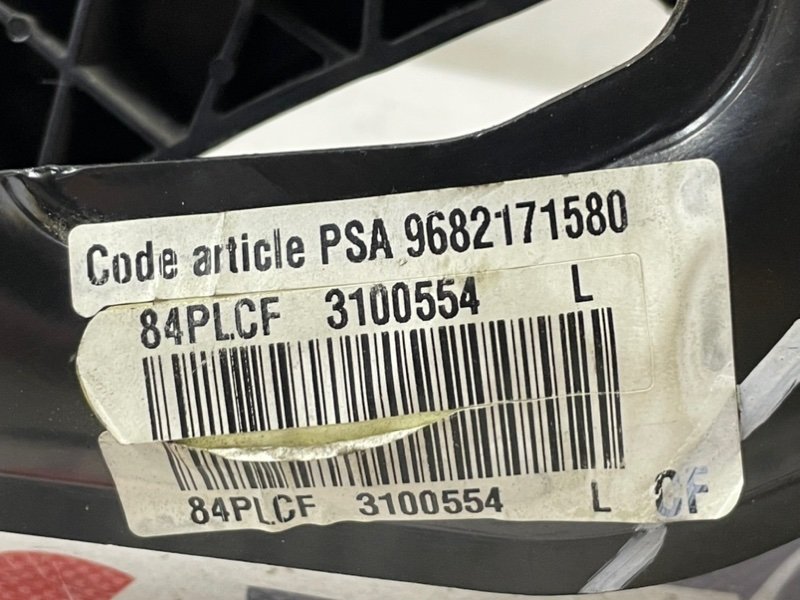 Code article PSA 9682171580
84PLCF 3100554 L
84PLCF 3100554 L CF